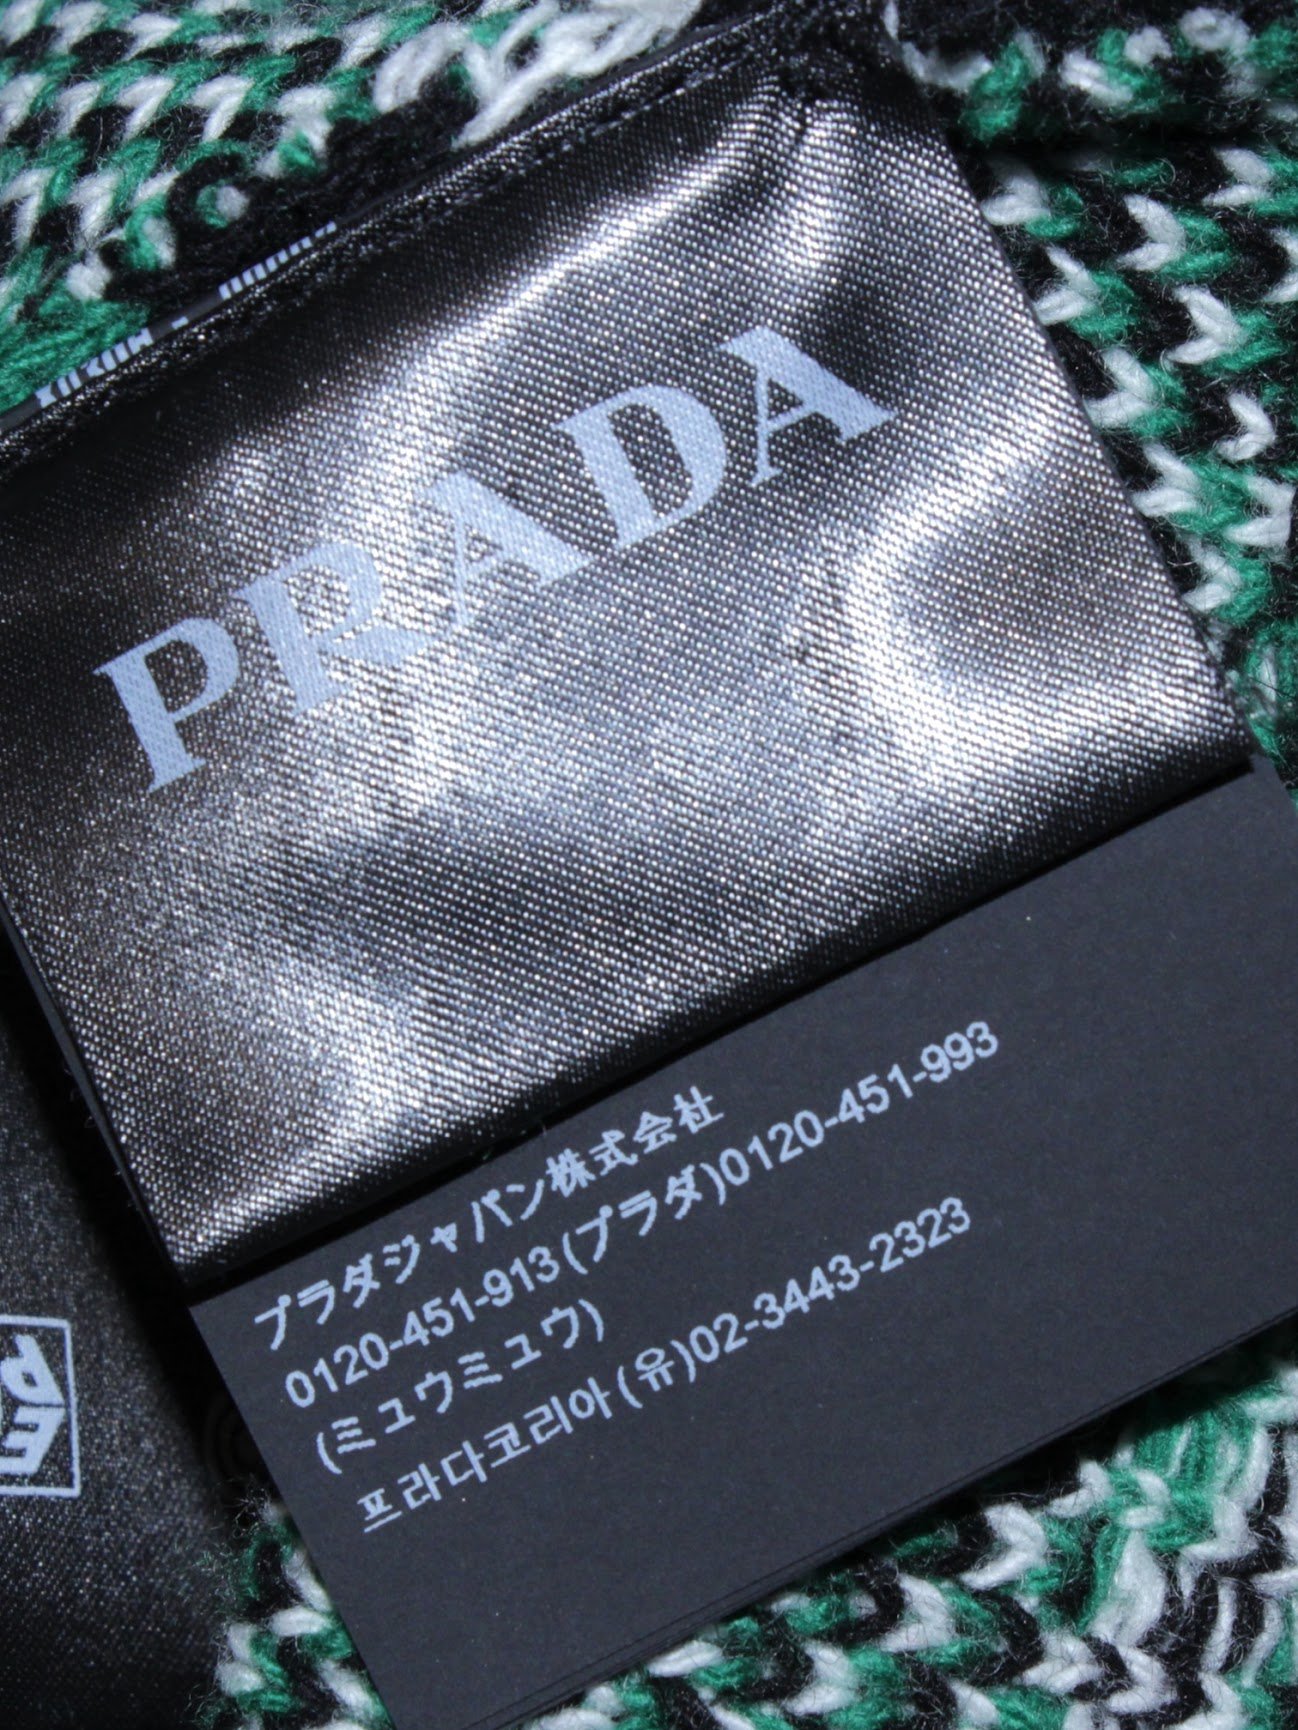 PRADA
プラダジャパン株式会社
0120-451-913(プラダ)0120-451-993
(ミュウミュウ)
프라다코리아(유)02-3443-2323